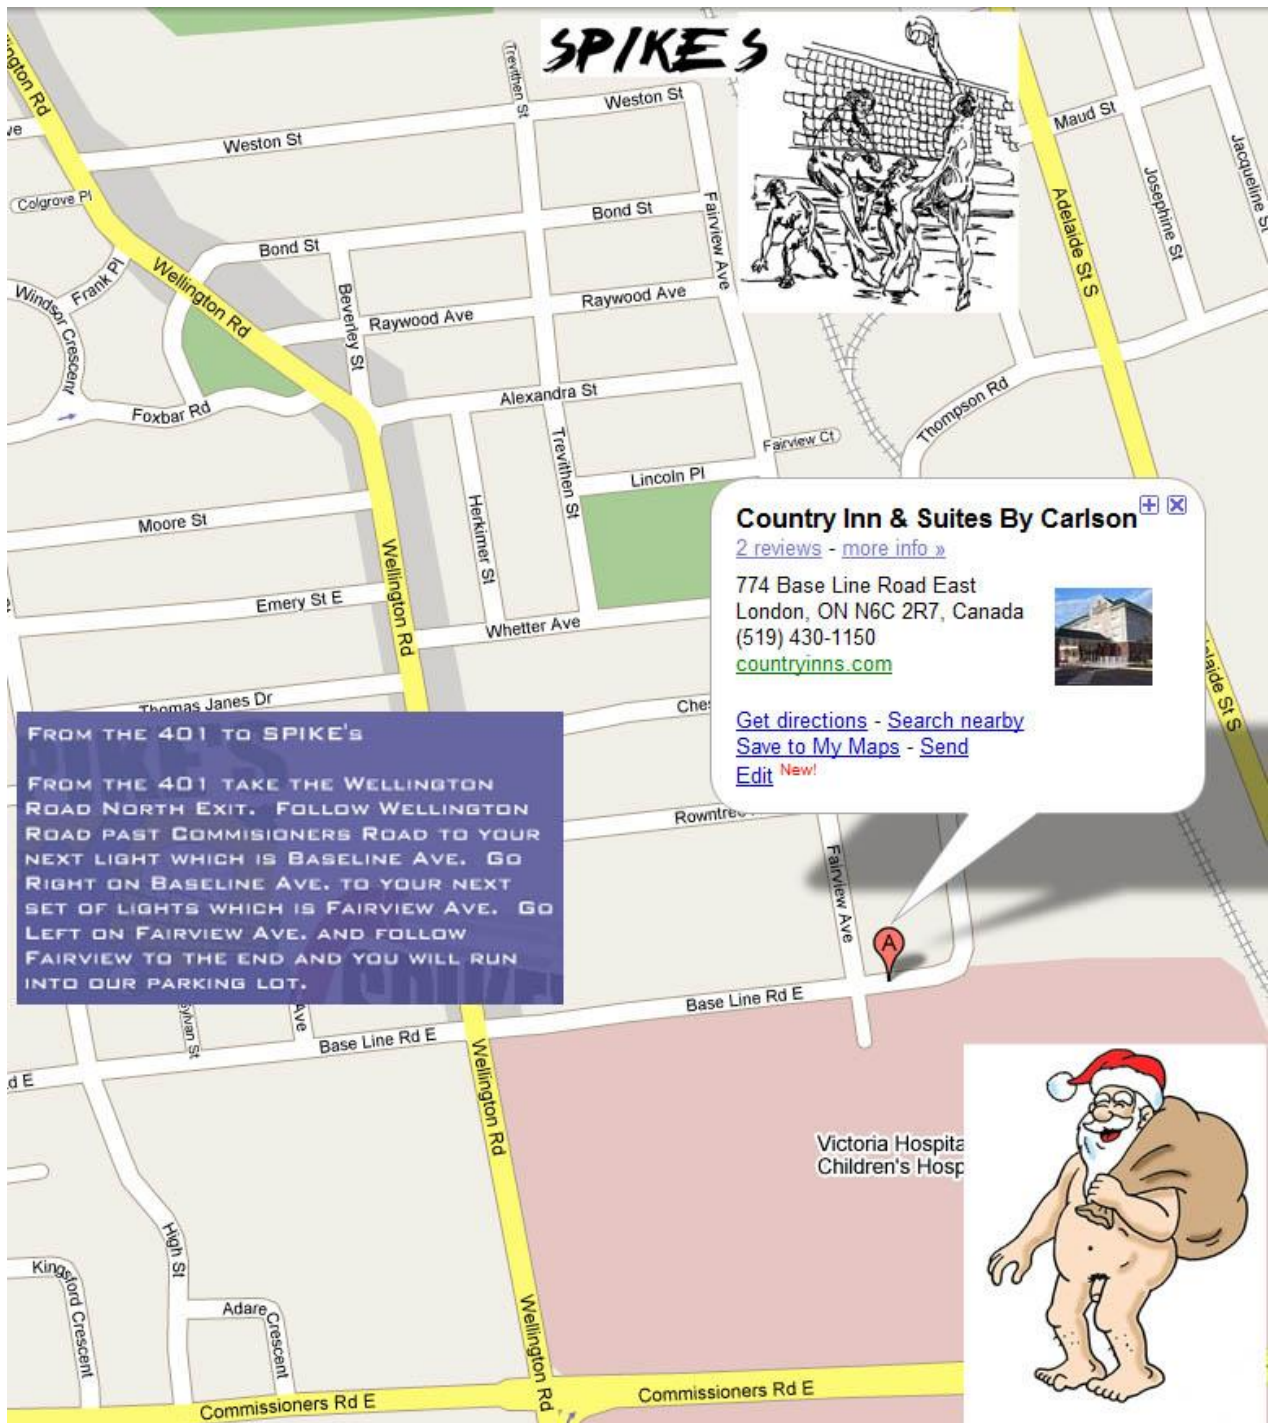 SPIKES
Wellington Rd
Trevithen St
Weston St
Weston St
Maud St
Josephine St
Jacqueline St
Colgrove Pl
Fairview Ave
Adelaide St S
Bond St
Bond St
Frank Pl
Wellington Rd
Windsor Crescent
Beverley St
Raywood Ave
Raywood Ave
Alexandra St
Foxbar Rd
Thompson Rd
Trevithen St
Fairview Ct
Lincoln Pl
Moore St
Herkimer St
Wellington Rd
Emery St E
Whetter Ave
Country Inn & Suites By Carlson
2 reviews - more info »
774 Base Line Road East
London, ON N6C 2R7, Canada
(519) 430-1150
countryinns.com
Get directions - Search nearby
Save to My Maps - Send
Edit New!
elaide St S
Thomas Janes Dr
Ches
Rowntree
FROM THE 401 TO SPIKE's
FROM THE 401 TAKE THE WELLINGTON
ROAD NORTH EXIT. FOLLOW WELLINGTON
ROAD PAST COMMISIONERS ROAD TO YOUR
NEXT LIGHT WHICH IS BASELINE AVE. GO
RIGHT ON BASELINE AVE. TO YOUR NEXT
SET OF LIGHTS WHICH IS FAIRVIEW AVE. GO
LEFT ON FAIRVIEW AVE. AND FOLLOW
FAIRVIEW TO THE END AND YOU WILL RUN
INTO OUR PARKING LOT.
Fairview Ave
A
Base Line Rd E
Sylvan St
Ave
Base Line Rd E
d E
Wellington Rd
Victoria Hospita
Children's Hosp
High St
Kingsford Crescent
Adare Crescent
Wellington Rd
Commissioners Rd E
Commissioners Rd E